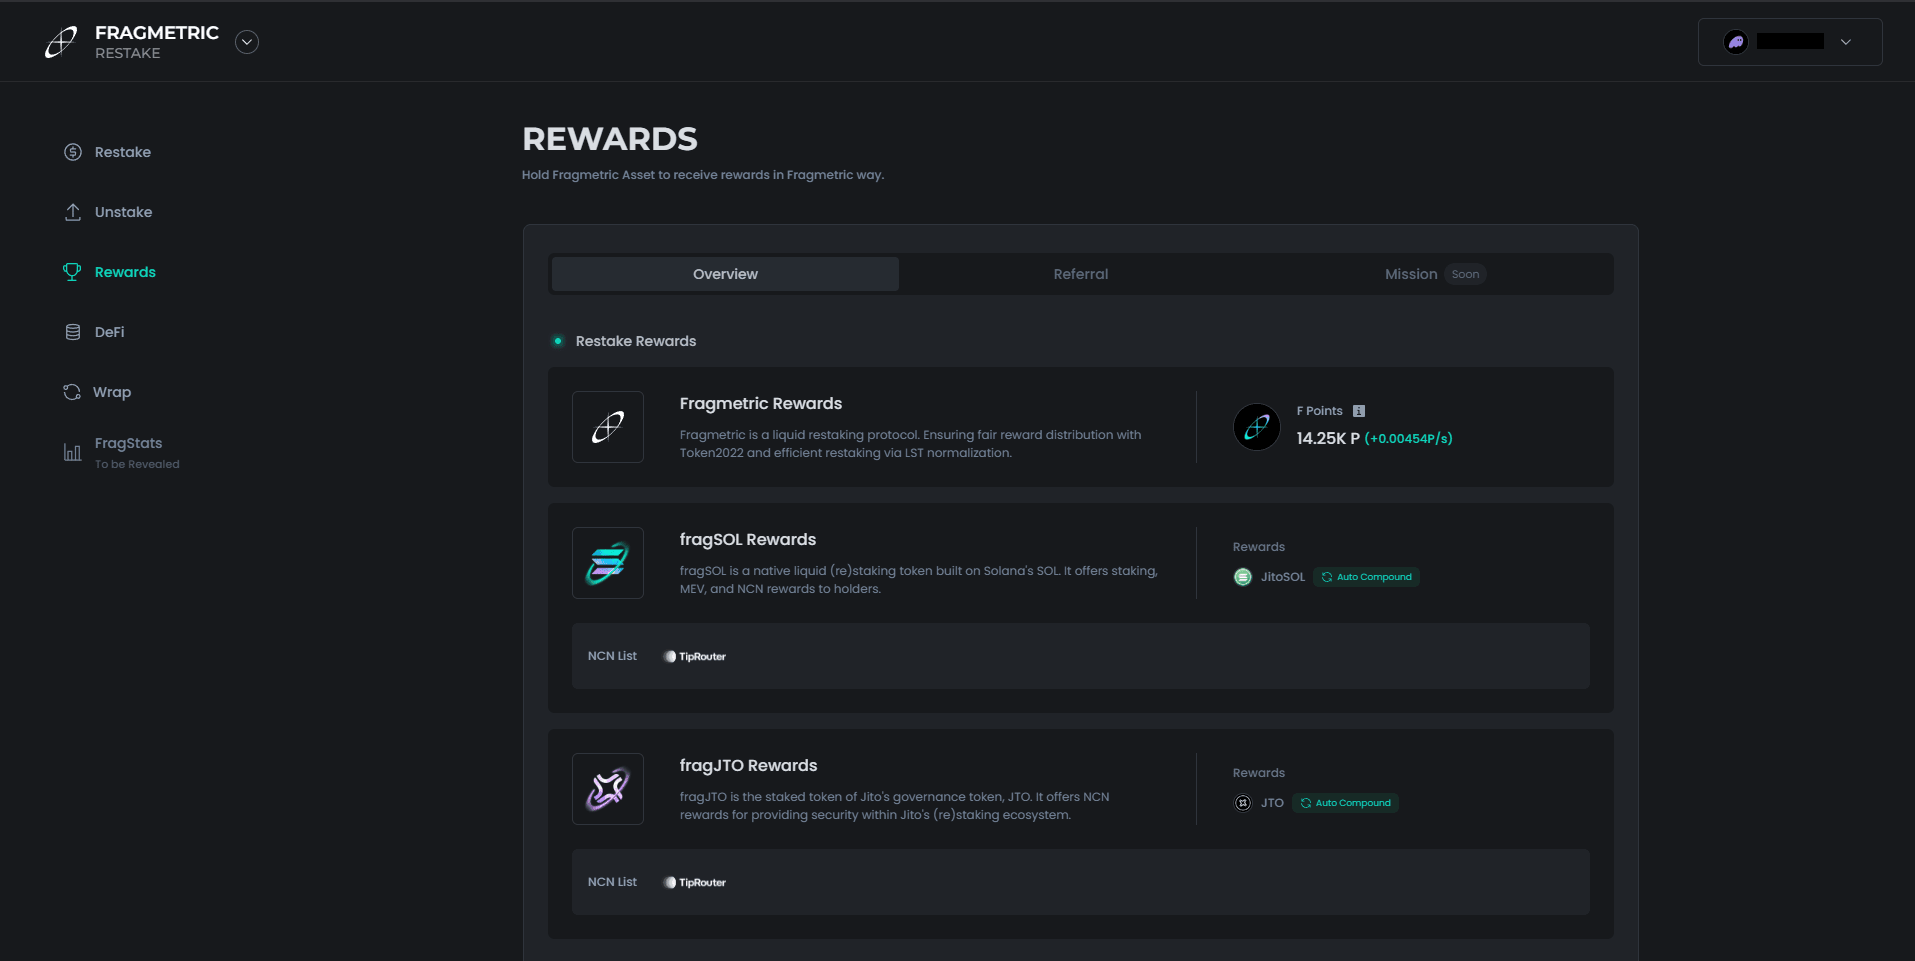 FRAGMETRIC
RESTAKE
Restake
Unstake
Rewards
DeFi
Wrap
FragStats
To be Revealed
REWARDS
Hold Fragmetric Asset to receive rewards in Fragmetric way.
Overview
Referral
Mission Soon
Restake Rewards
Fragmetric Rewards
Fragmetric is a liquid restaking protocol. Ensuring fair reward distribution with
Token2022 and efficient restaking via LST normalization.
F Points
14.25K P (+0.00454P/s)
fragSOL Rewards
fragSOL is a native liquid (re)staking token built on Solana's SOL. It offers staking,
MEV, and NCN rewards to holders.
Rewards
JitoSOL Auto Compound
NCN List TipRouter
fragJTO Rewards
fragJTO is the staked token of Jito's governance token, JTO. It offers NCN
rewards for providing security within Jito's (re)staking ecosystem.
Rewards
JTO Auto Compound
NCN List TipRouter